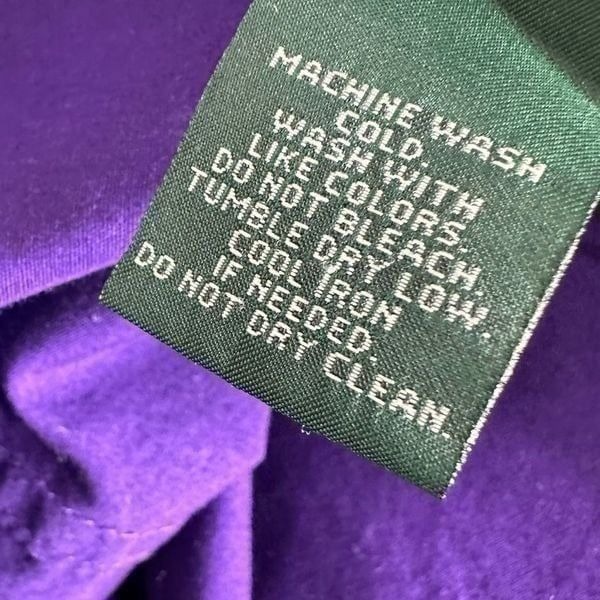 MACHINE WASH
COLD.
WASH WITH
LIKE COLORS.
DO NOT BLEACH.
TUMBLE DRY LOW.
COOL IRON
IF NEEDED.
DO NOT DRY CLEAN.